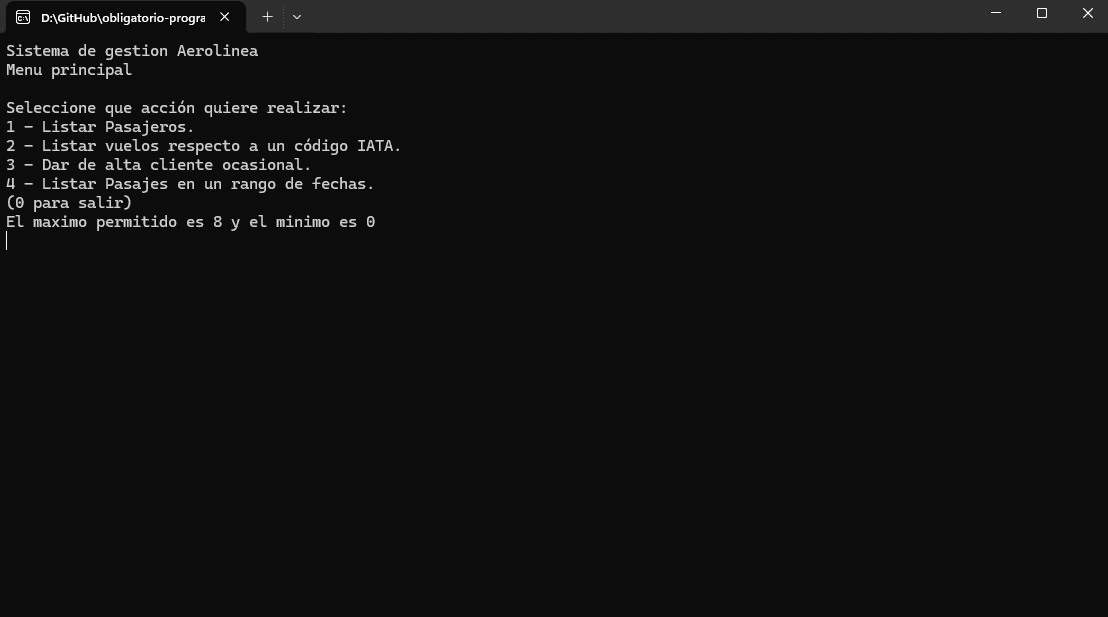 D:\GitHub\obligatorio-progra
Sistema de gestion Aerolinea
Menu principal
Seleccione que acción quiere realizar:
1 - Listar Pasajeros.
2 - Listar vuelos respecto a un código IATA.
3 - Dar de alta cliente ocasional.
4 - Listar Pasajes en un rango de fechas.
(0 para salir)
El maximo permitido es 8 y el minimo es 0